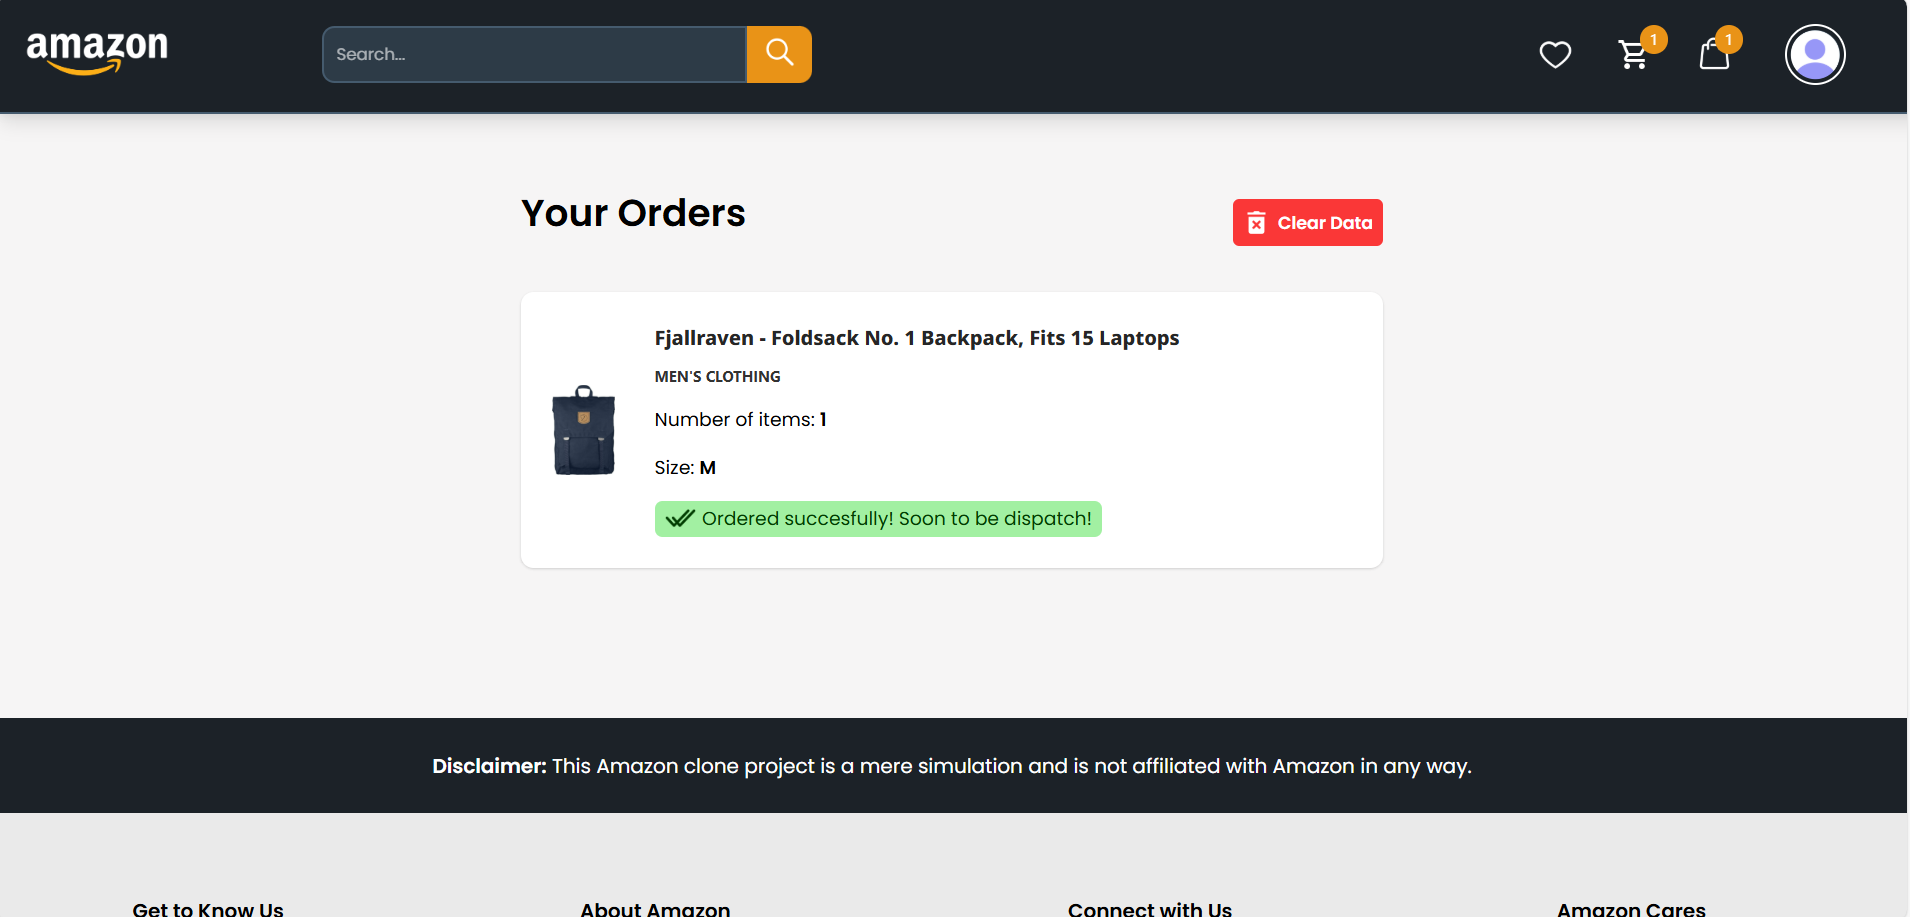 amazon
Search...
1
1
Your Orders
Clear Data
Fjallraven - Foldsack No. 1 Backpack, Fits 15 Laptops
MEN'S CLOTHING
Number of items: 1
Size: M
Ordered succesfully! Soon to be dispatch!
Disclaimer: This Amazon clone project is a mere simulation and is not affiliated with Amazon in any way.
Get to Know Us
About Amazon
Connect with Us
Amazon Cares